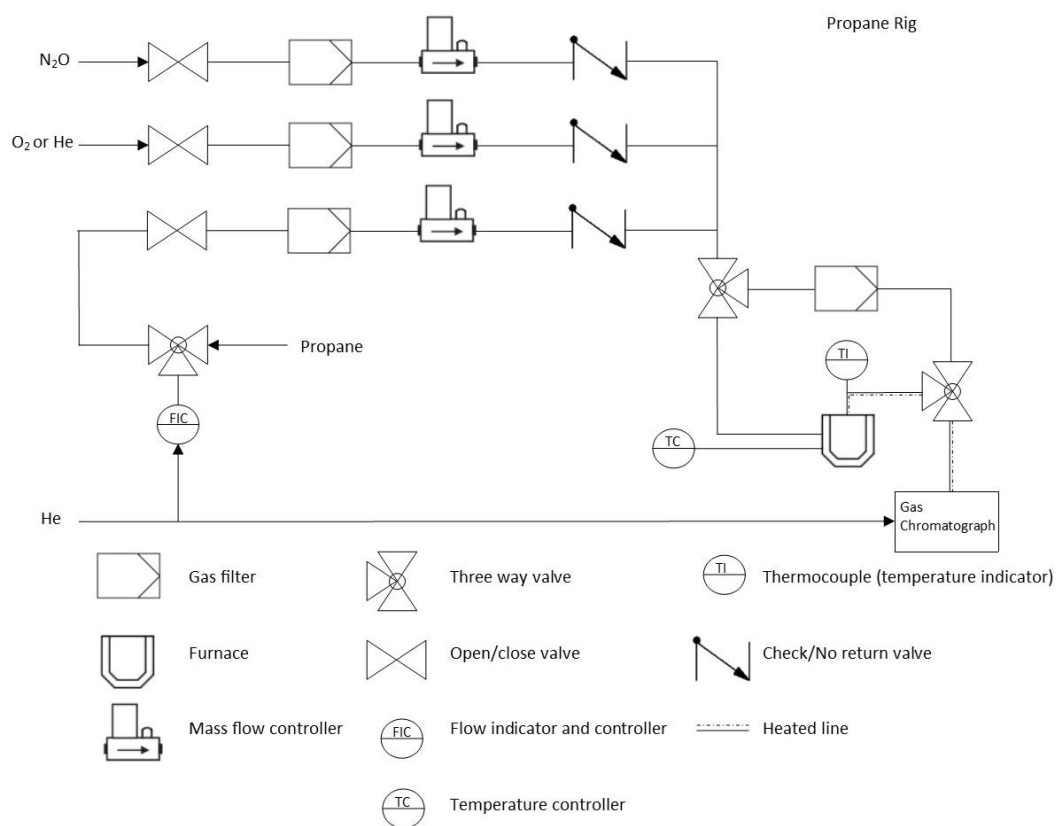 Propane Rig
N₂O
O₂ or He
Propane
TI
FIC
TC
He
Gas
Chromatograph
Gas filter
Three way valve
TI
Thermocouple (temperature indicator)
Furnace
Open/close valve
Check/No return valve
Mass flow controller
FIC
Flow indicator and controller
Heated line
TC
Temperature controller